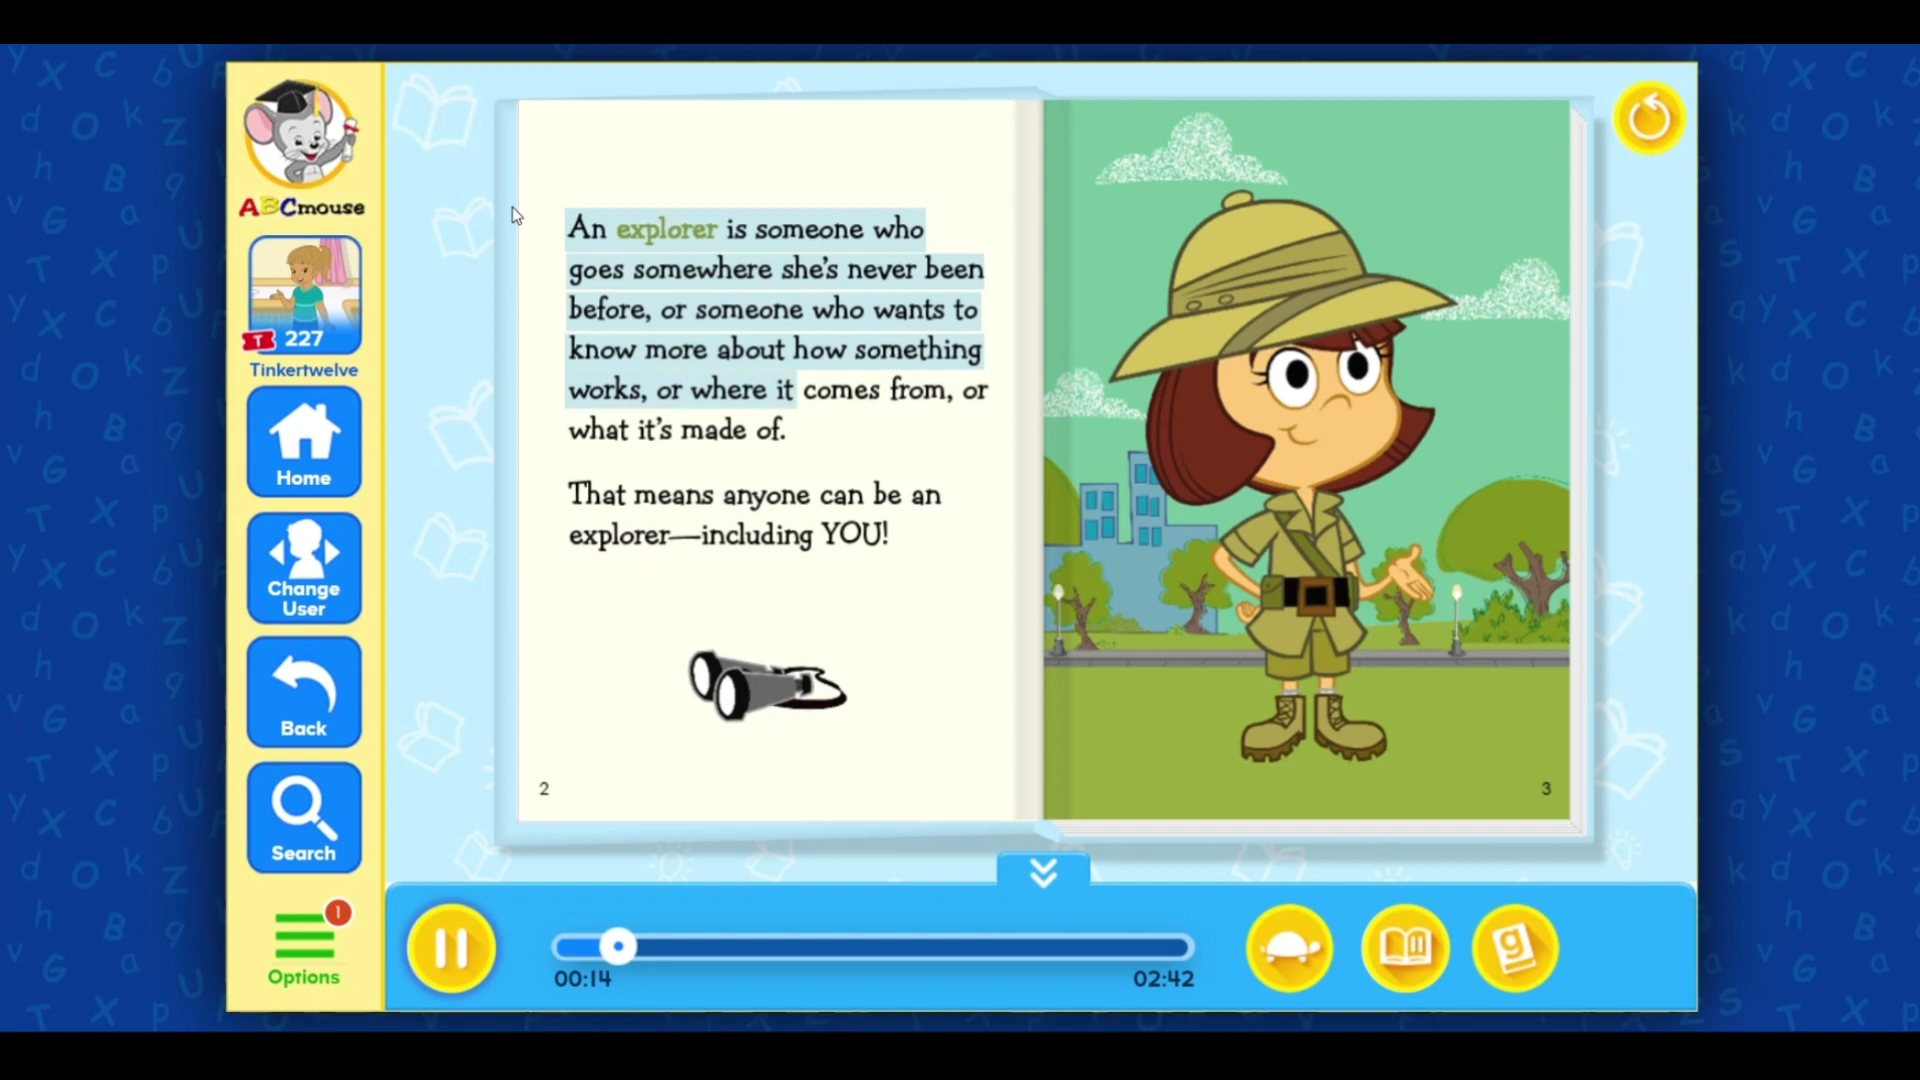 ABCmouse
T 227
Tinkertwelve
Home
Change
User
Back
Search
1
Options
An explorer is someone who
goes somewhere she's never been
before, or someone who wants to
know more about how something
works, or where it comes from, or
what it's made of.
That means anyone can be an
explorer—including YOU!
2
3
00:14
02:42
g